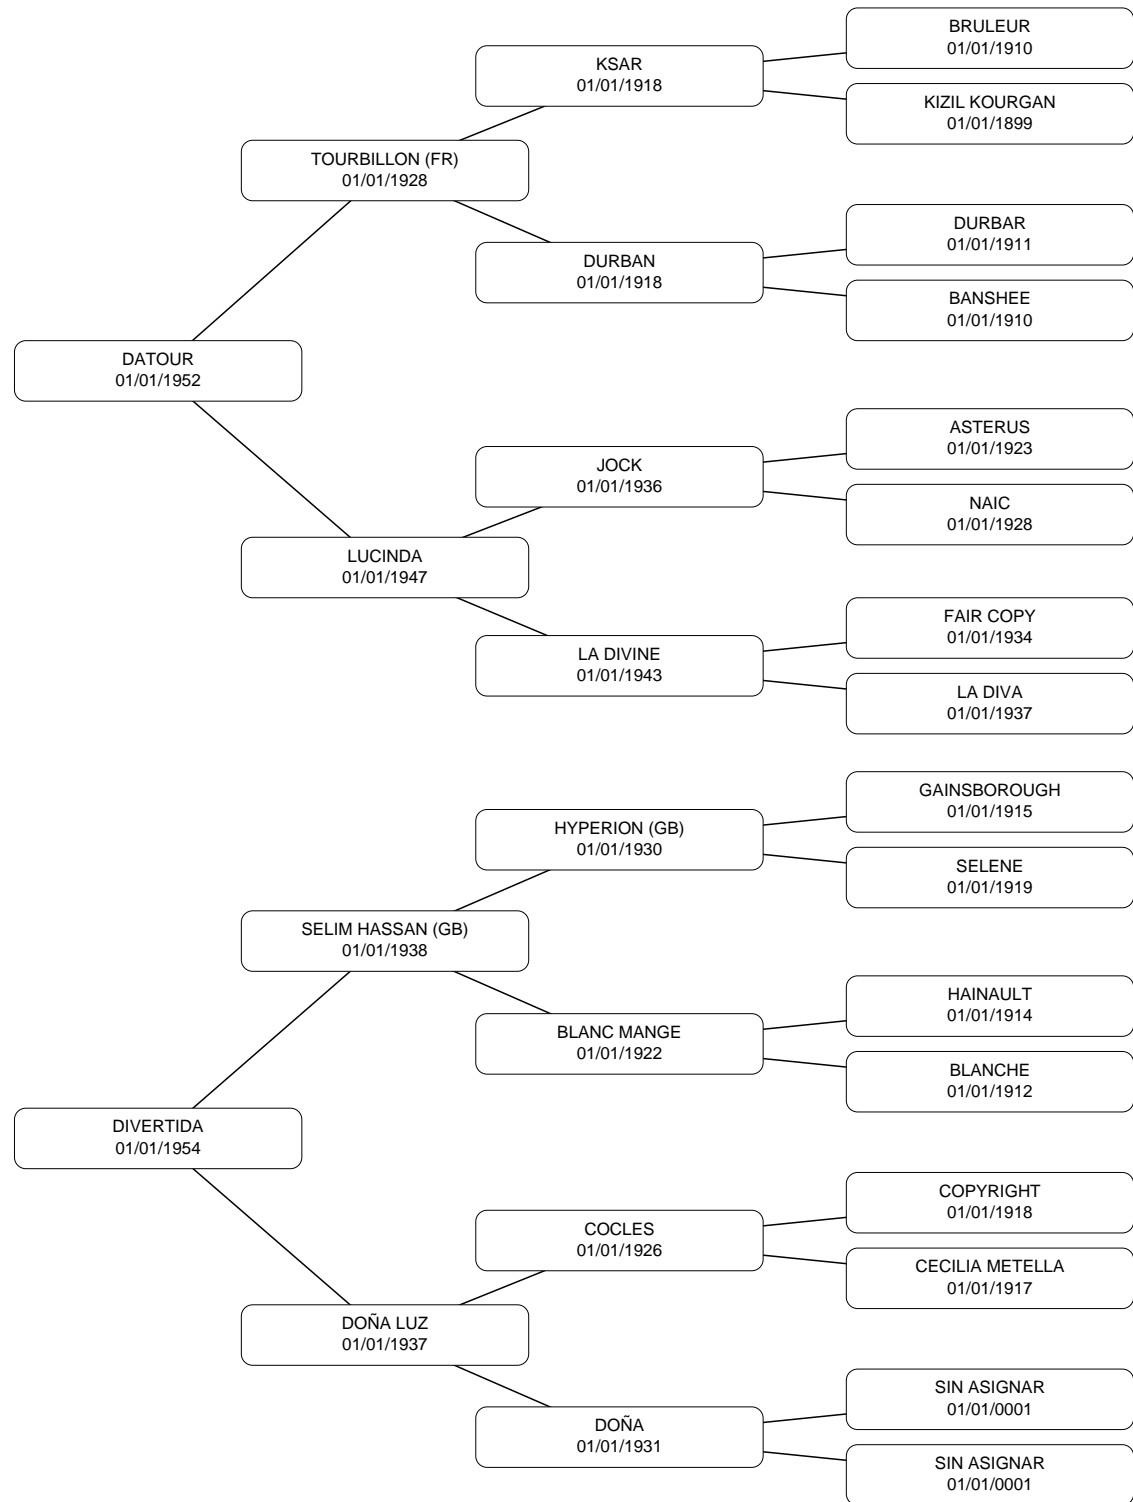 BRULEUR
01/01/1910
KSAR
01/01/1918
KIZIL KOURGAN
01/01/1899
TOURBILLON (FR)
01/01/1928
DURBAR
01/01/1911
DURBAN
01/01/1918
BANSHEE
01/01/1910
DATOUR
01/01/1952
ASTERUS
01/01/1923
JOCK
01/01/1936
NAIC
01/01/1928
LUCINDA
01/01/1947
FAIR COPY
01/01/1934
LA DIVINE
01/01/1943
LA DIVA
01/01/1937
GAINSBOROUGH
01/01/1915
HYPERION (GB)
01/01/1930
SELENE
01/01/1919
SELIM HASSAN (GB)
01/01/1938
HAINAULT
01/01/1914
BLANC MANGE
01/01/1922
BLANCHE
01/01/1912
DIVERTIDA
01/01/1954
COPYRIGHT
01/01/1918
COCLES
01/01/1926
CECILIA METELLA
01/01/1917
DOÑA LUZ
01/01/1937
SIN ASIGNAR
01/01/0001
DOÑA
01/01/1931
SIN ASIGNAR
01/01/0001